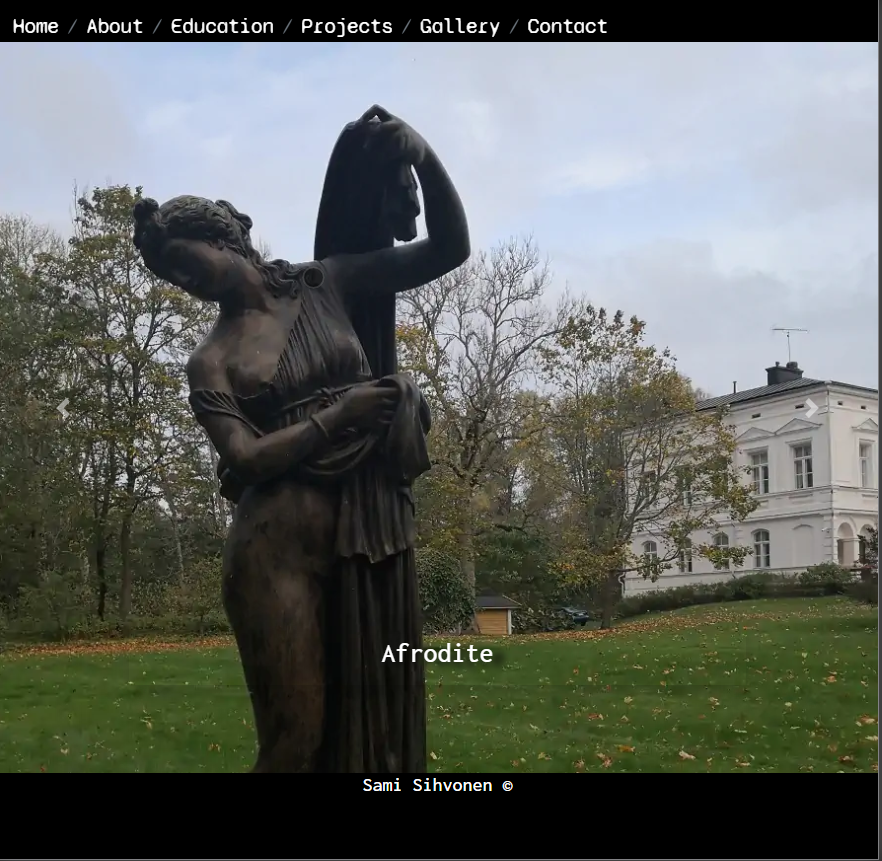 Home / About / Education / Projects / Gallery / Contact
Afrodite
Sami Sihvonen ©